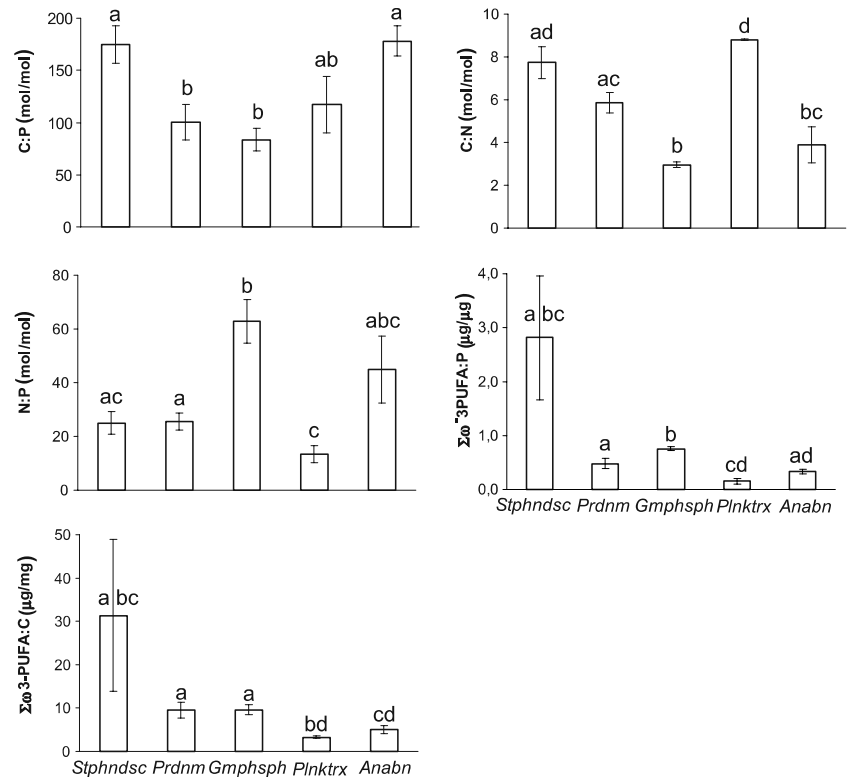 C:P (mol/mol)
200
150
100
50
0
a
b
b
ab
a
C:N (mol/mol)
10
8
6
4
2
0
ad
ac
b
d
bc
N:P (mol/mol)
80
60
40
20
0
ac
a
b
c
abc
Σω-3PUFA:P (µg/µg)
4,0
3,0
2,0
1,0
0,0
a bc
a
b
cd
ad
Stphndsc Prdnm Gmphsph Plnktrx Anabn
Σω3-PUFA:C (µg/mg)
50
40
30
20
10
0
a bc
a
a
bd
cd
Stphndsc Prdnm Gmphsph Plnktrx Anabn